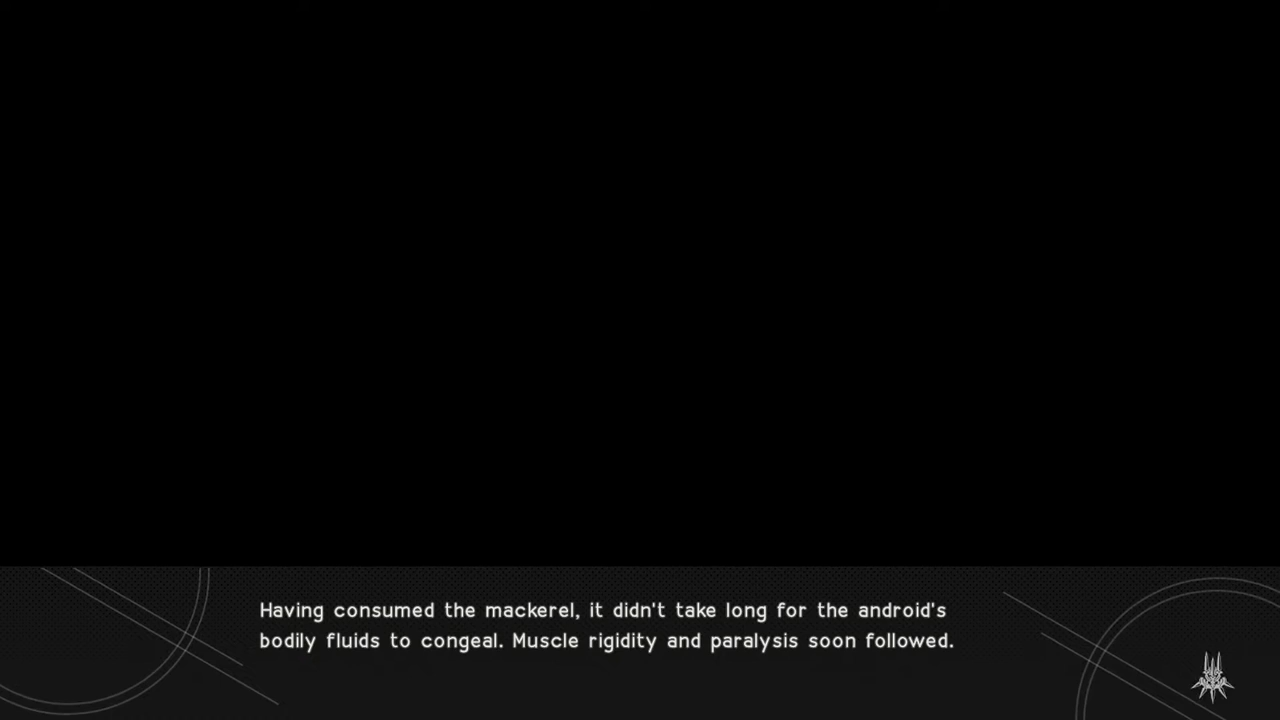 Having consumed the mackerel, it didn't take long for the android's
bodily fluids to congeal. Muscle rigidity and paralysis soon followed.